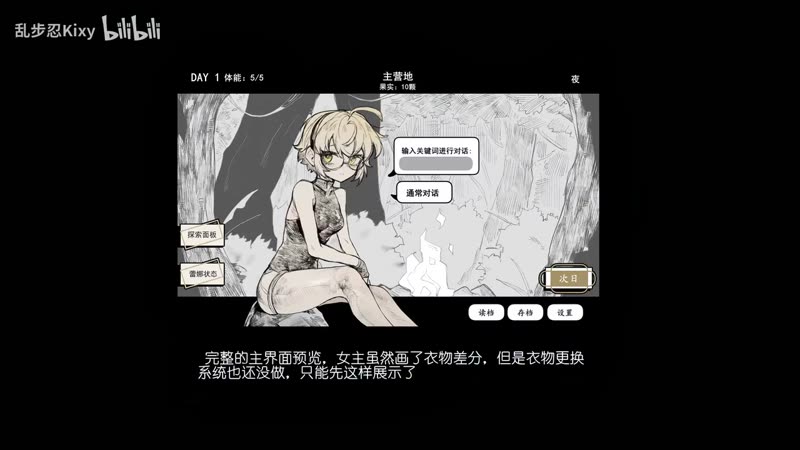 乱步忍Kixy bilibili
DAY 1 体能：5/5
主营地
果实：10颗
夜
输入关键词进行对话：
通常对话
探索面板
蕾娜状态
次日
读档
存档
设置
完整的主界面预览，女主虽然画了衣物差分，但是衣物更换
系统也还没做，只能先这样展示了